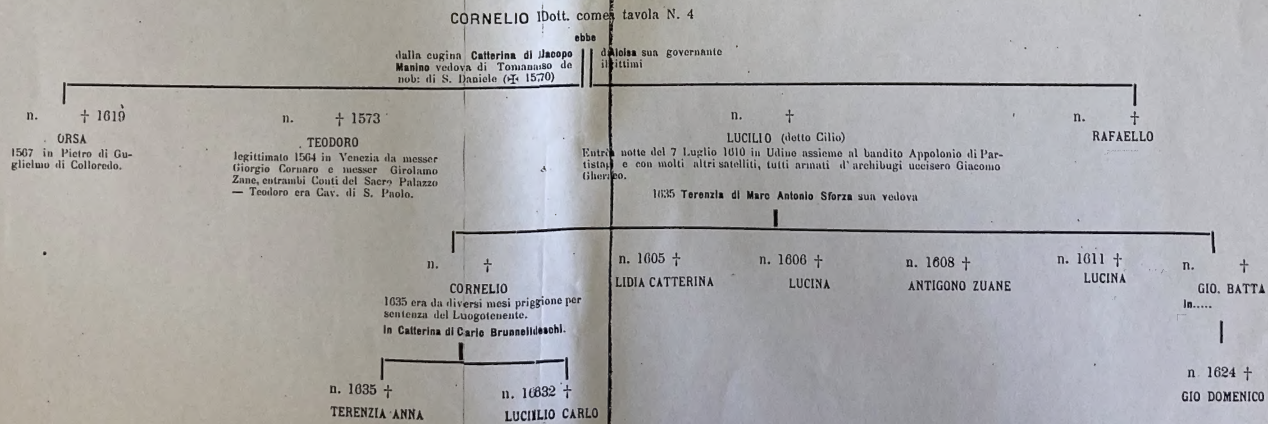 CORNELIO Dott. come a tavola N. 4
ebbe
dalla cugina Catterina di Jacopo
Manino vedova di Tommaso de
nob: di S. Daniele (✠ 1570)
d'Aloisa sua governante
illegittimi
n. † 1619
ORSA
1567 in Pietro di Gu-
glielmo di Colloredo.
n. † 1573
TEODORO
legittimato 1564 in Venezia da messer
Giorgio Cornaro e messer Girolamo
Zane, entrambi Conti del Sacro Palazzo
— Teodoro era Cav. di S. Paolo.
n. †
LUCILIO (detto Cilio)
Entrò notte del 7 Luglio 1610 in Udine assieme al bandito Appolonio di Par-
tistagno e con molti altri satelliti, tutti armati d'archibugi uccisero Giacomo
1635 Terenzia di Marc Antonio Sforza sua vedova
n. †
RAFAELLO
n. †
CORNELIO
1635 era da diversi mesi priggione per
sentenza del Luogotenente.
in Catterina di Carlo Brunnelldeschi.
n. 1605 †
LIDIA CATTERINA
n. 1606 †
LUCINA
n. 1608 †
ANTIGONO ZUANE
n. 1611 †
LUCINA
n. †
GIO. BATTA
in.....
n. 1635 †
TERENZIA ANNA
n. 1632 †
LUCILIO CARLO
n 1624 †
GIO DOMENICO